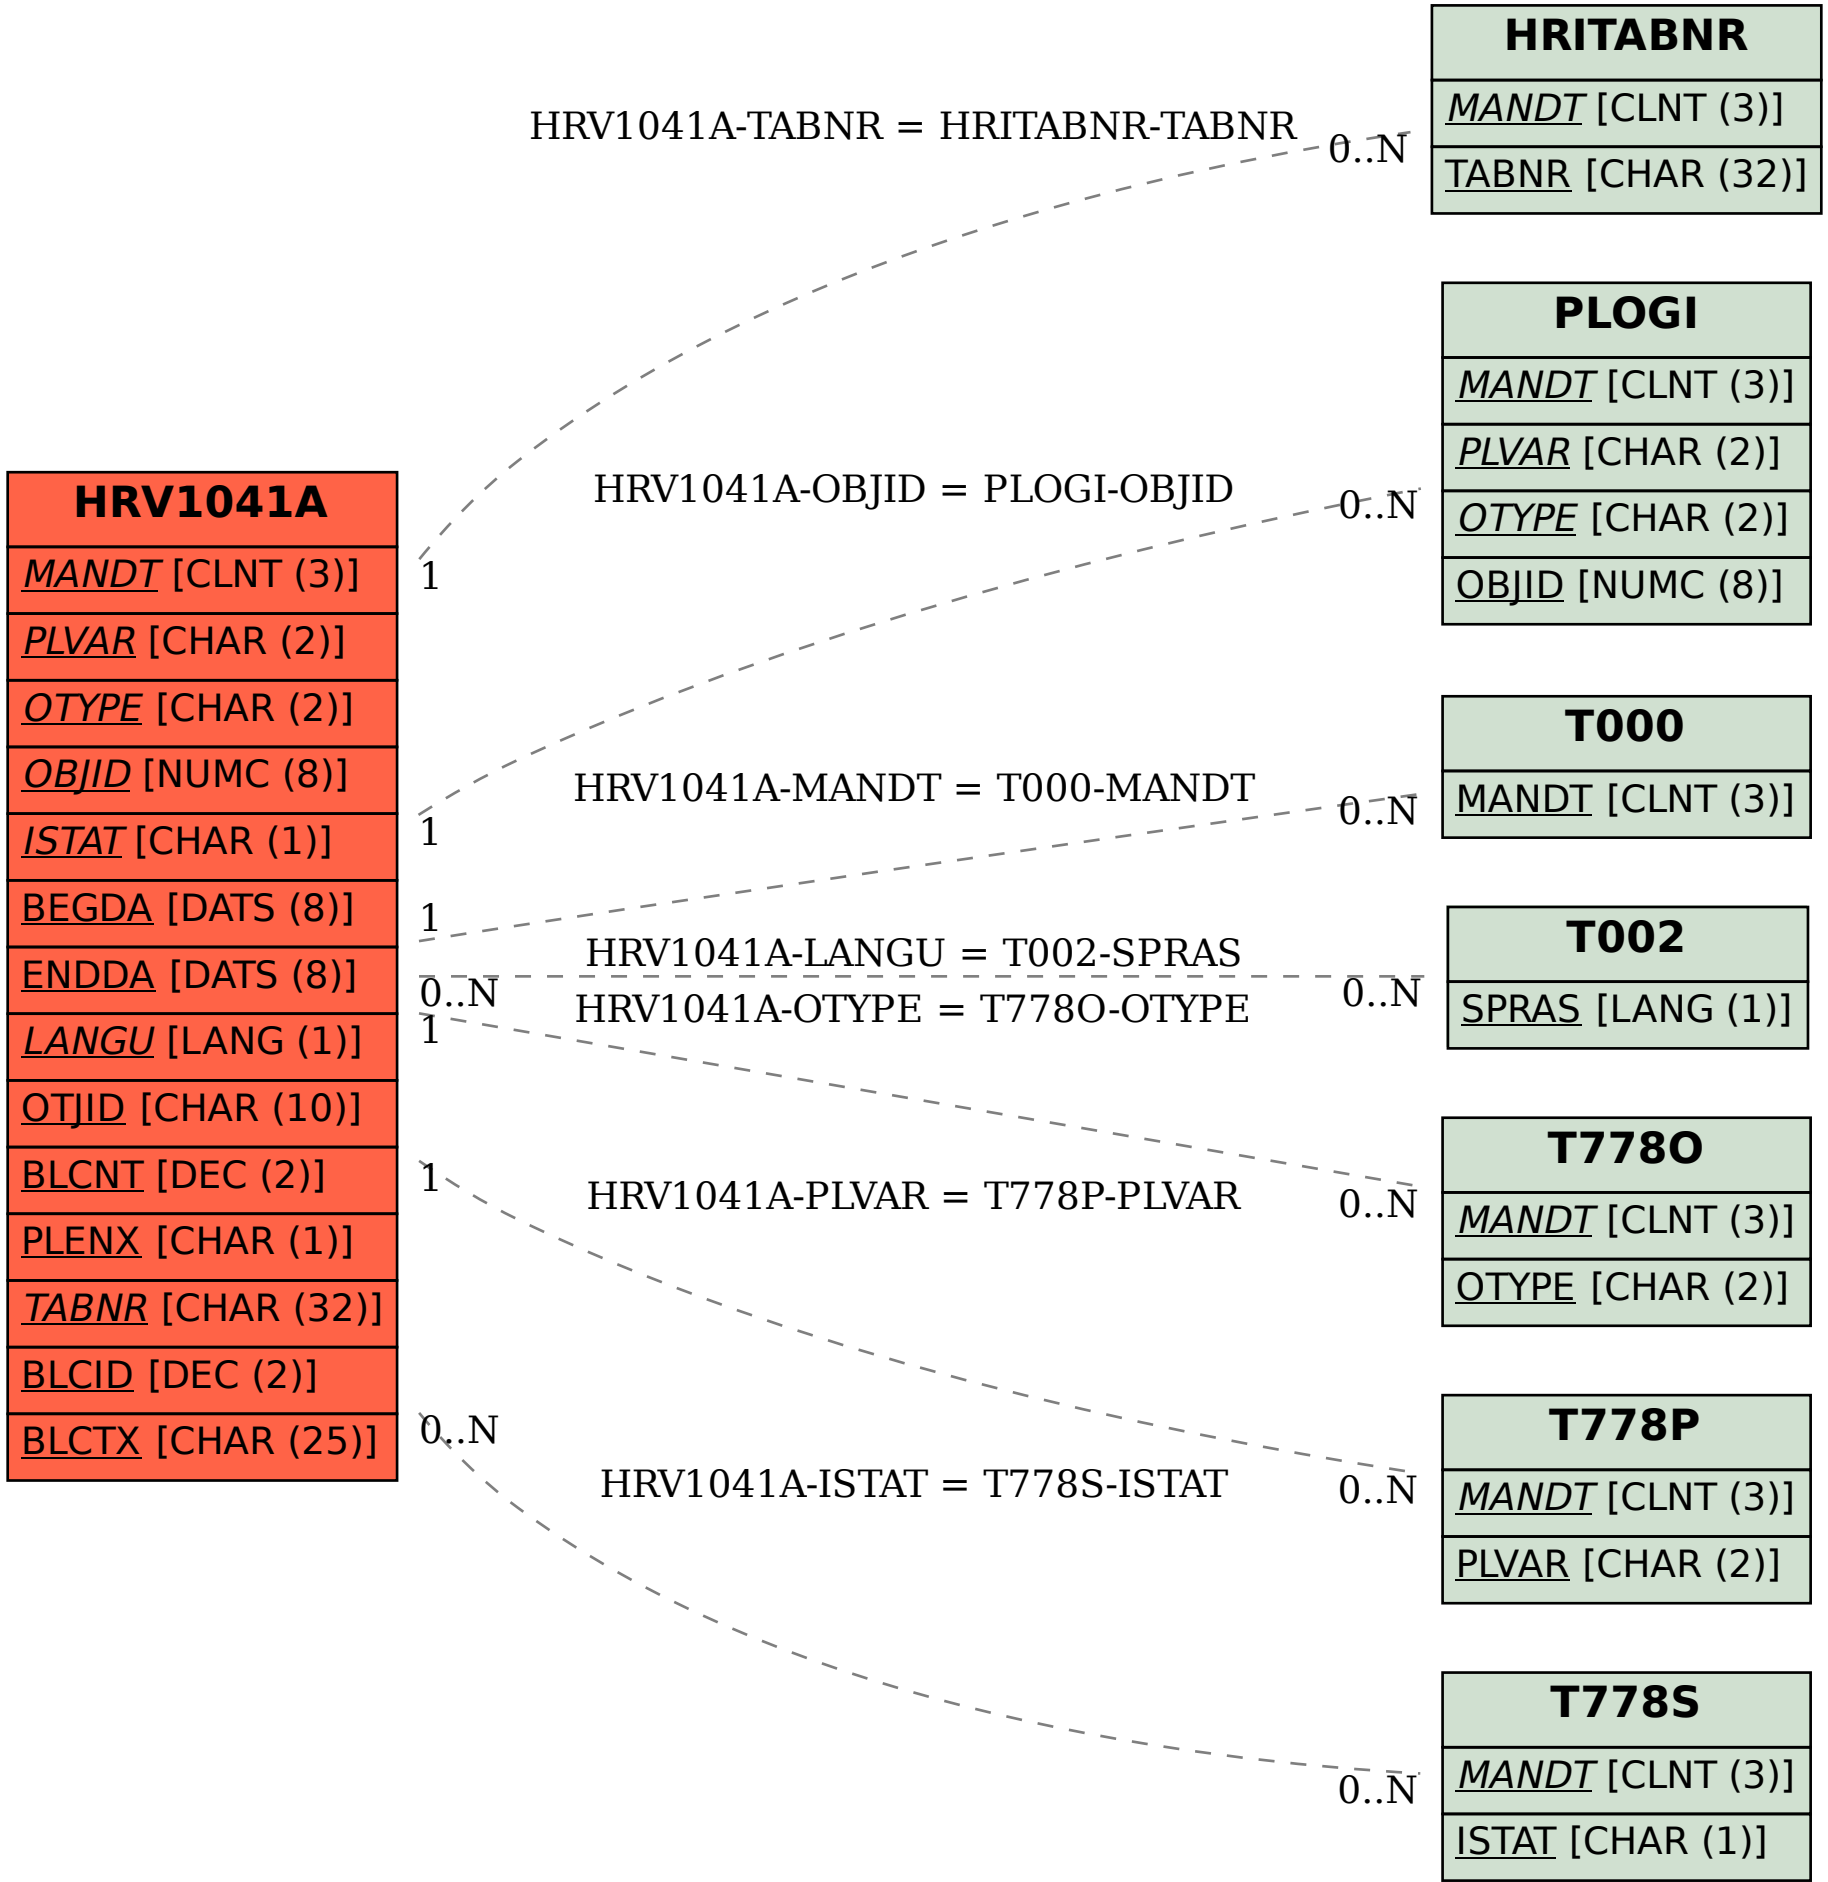 HRV1041A
MANDT [CLNT (3)]
PLVAR [CHAR (2)]
OTYPE [CHAR (2)]
OBJID [NUMC (8)]
ISTAT [CHAR (1)]
BEGDA [DATS (8)]
ENDDA [DATS (8)]
LANGU [LANG (1)]
OTJID [CHAR (10)]
BLCNT [DEC (2)]
PLENX [CHAR (1)]
TABNR [CHAR (32)]
BLCID [DEC (2)]
BLCTX [CHAR (25)]
HRV1041A-TABNR = HRITABNR-TABNR
0..N
1
HRV1041A-OBJID = PLOGI-OBJID
0..N
1
HRV1041A-MANDT = T000-MANDT
0..N
1
HRV1041A-LANGU = T002-SPRAS
0..N
0..N
HRV1041A-OTYPE = T778O-OTYPE
1
0..N
HRV1041A-PLVAR = T778P-PLVAR
1
0..N
HRV1041A-ISTAT = T778S-ISTAT
0..N
0..N
HRITABNR
MANDT [CLNT (3)]
TABNR [CHAR (32)]
PLOGI
MANDT [CLNT (3)]
PLVAR [CHAR (2)]
OTYPE [CHAR (2)]
OBJID [NUMC (8)]
T000
MANDT [CLNT (3)]
T002
SPRAS [LANG (1)]
T778O
MANDT [CLNT (3)]
OTYPE [CHAR (2)]
T778P
MANDT [CLNT (3)]
PLVAR [CHAR (2)]
T778S
MANDT [CLNT (3)]
ISTAT [CHAR (1)]